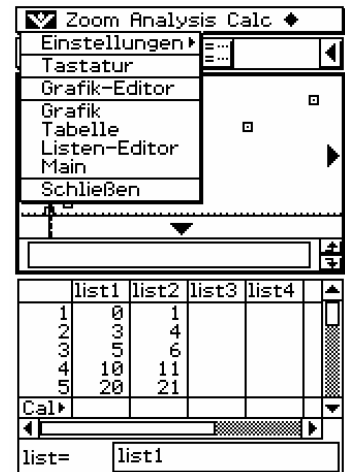 Zoom Analysis Calc
Einstellungen
Tastatur
Grafik-Editor
Grafik
Tabelle
Listen-Editor
Main
Schließen
list1 list2 list3 list4
1 0 1
2 3 4
3 5 6
4 10 11
5 20 21
Cal
list= list1